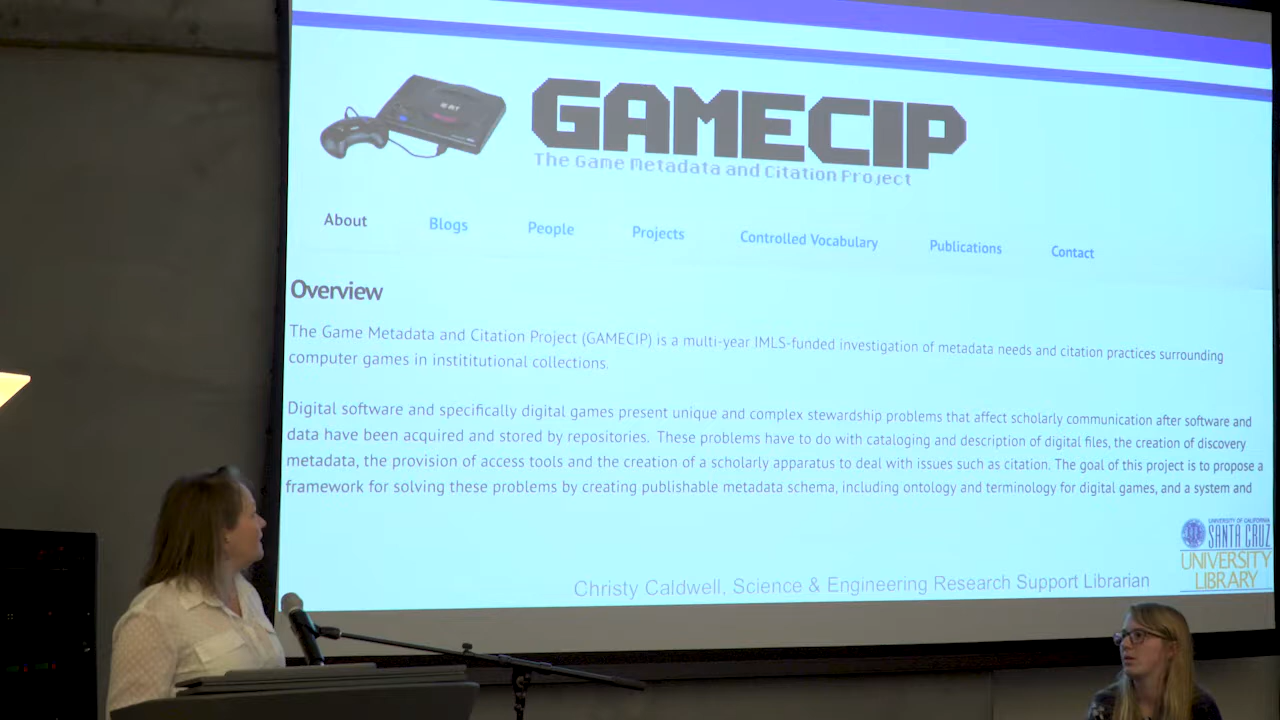 16-BIT
GAMECIP
The Game Metadata and Citation Project
About Blogs People Projects Controlled Vocabulary Publications Contact
Overview
The Game Metadata and Citation Project (GAMECIP) is a multi-year IMLS-funded investigation of metadata needs and citation practices surrounding
computer games in instititutional collections.
Digital software and specifically digital games present unique and complex stewardship problems that affect scholarly communication after software and
data have been acquired and stored by repositories. These problems have to do with cataloging and description of digital files, the creation of discovery
metadata, the provision of access tools and the creation of a scholarly apparatus to deal with issues such as citation. The goal of this project is to propose a
framework for solving these problems by creating publishable metadata schema, including ontology and terminology for digital games, and a system and
UNIVERSITY OF CALIFORNIA
SANTA CRUZ
UNIVERSITY
LIBRARY
Christy Caldwell, Science & Engineering Research Support Librarian